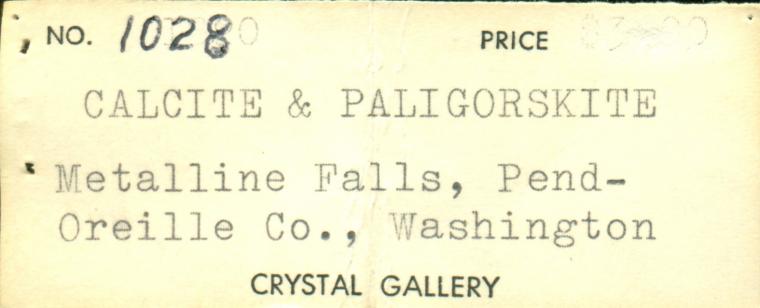 NO. 1028 PRICE
CALCITE & PALIGORSKITE
Metalline Falls, Pend-
Oreille Co., Washington
CRYSTAL GALLERY